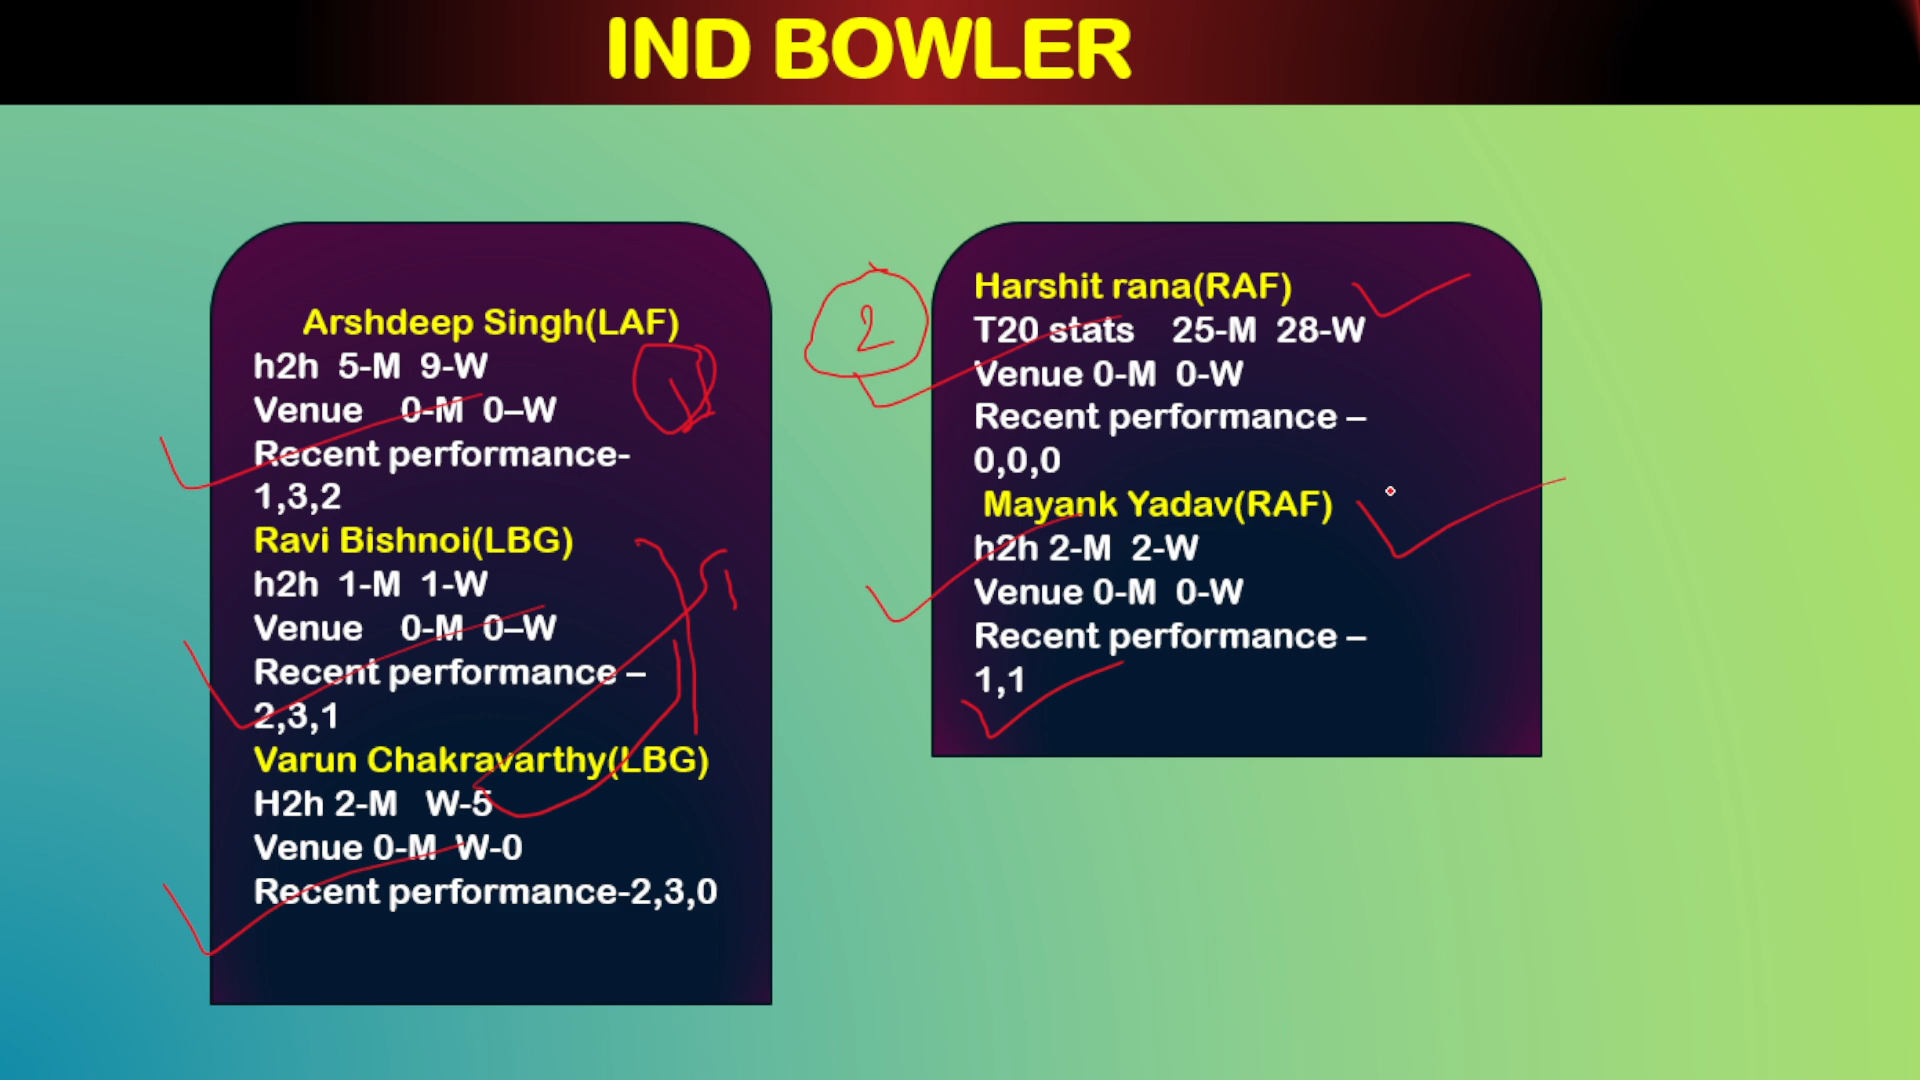 IND BOWLER
Arshdeep Singh(LAF)
h2h 5-M 9-W
Venue 0-M 0–W
Recent performance-
1,3,2
Ravi Bishnoi(LBG)
h2h 1-M 1-W
Venue 0-M 0–W
Recent performance –
2,3,1
Varun Chakravarthy(LBG)
H2h 2-M W-5
Venue 0-M W-0
Recent performance-2,3,0
2
Harshit rana(RAF)
T20 stats 25-M 28-W
Venue 0-M 0-W
Recent performance –
0,0,0
Mayank Yadav(RAF)
h2h 2-M 2-W
Venue 0-M 0-W
Recent performance –
1,1